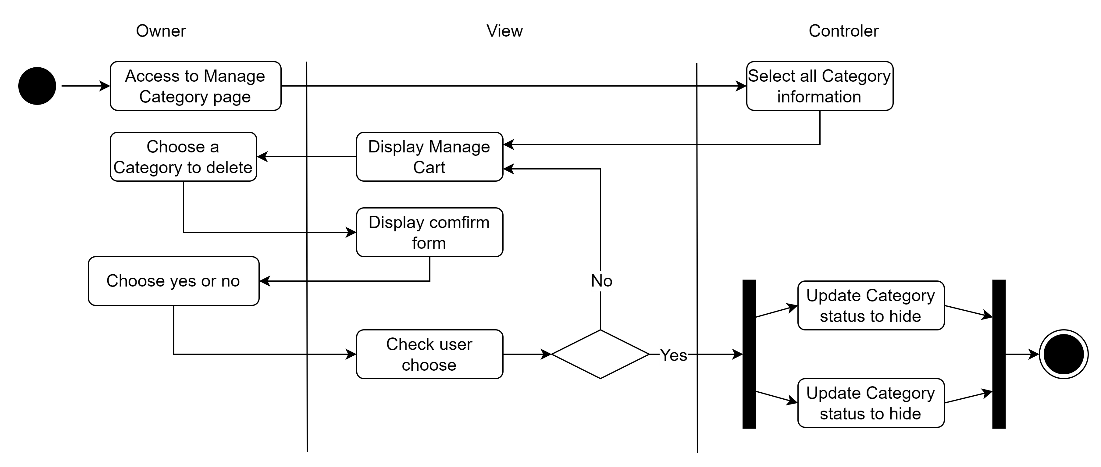 Owner
View
Controler
Access to Manage
Category page
Select all Category
information
Choose a
Category to delete
Display Manage
Cart
Display comfirm
form
Choose yes or no
No
Update Category
status to hide
Check user
choose
Yes
Update Category
status to hide